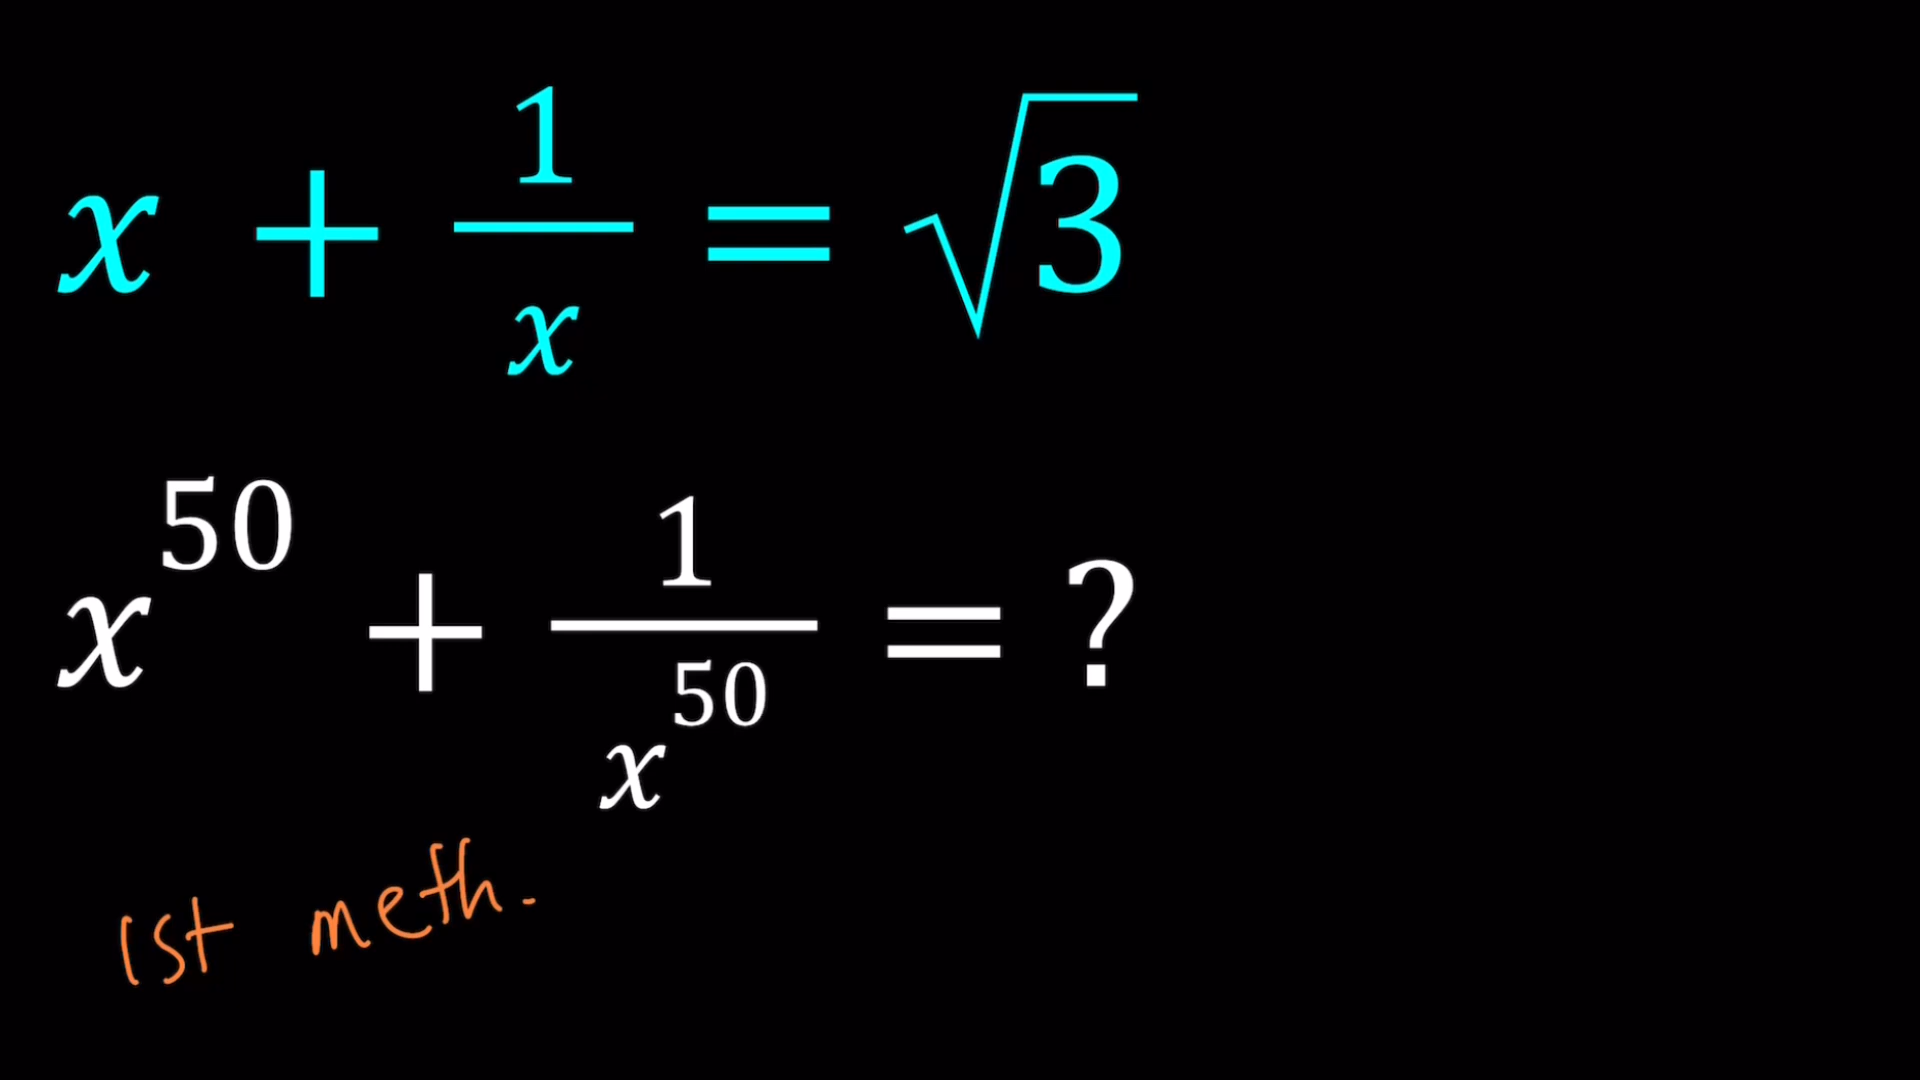 x + 1/x = √3
x^50 + 1/x^50 = ?
1st meth.